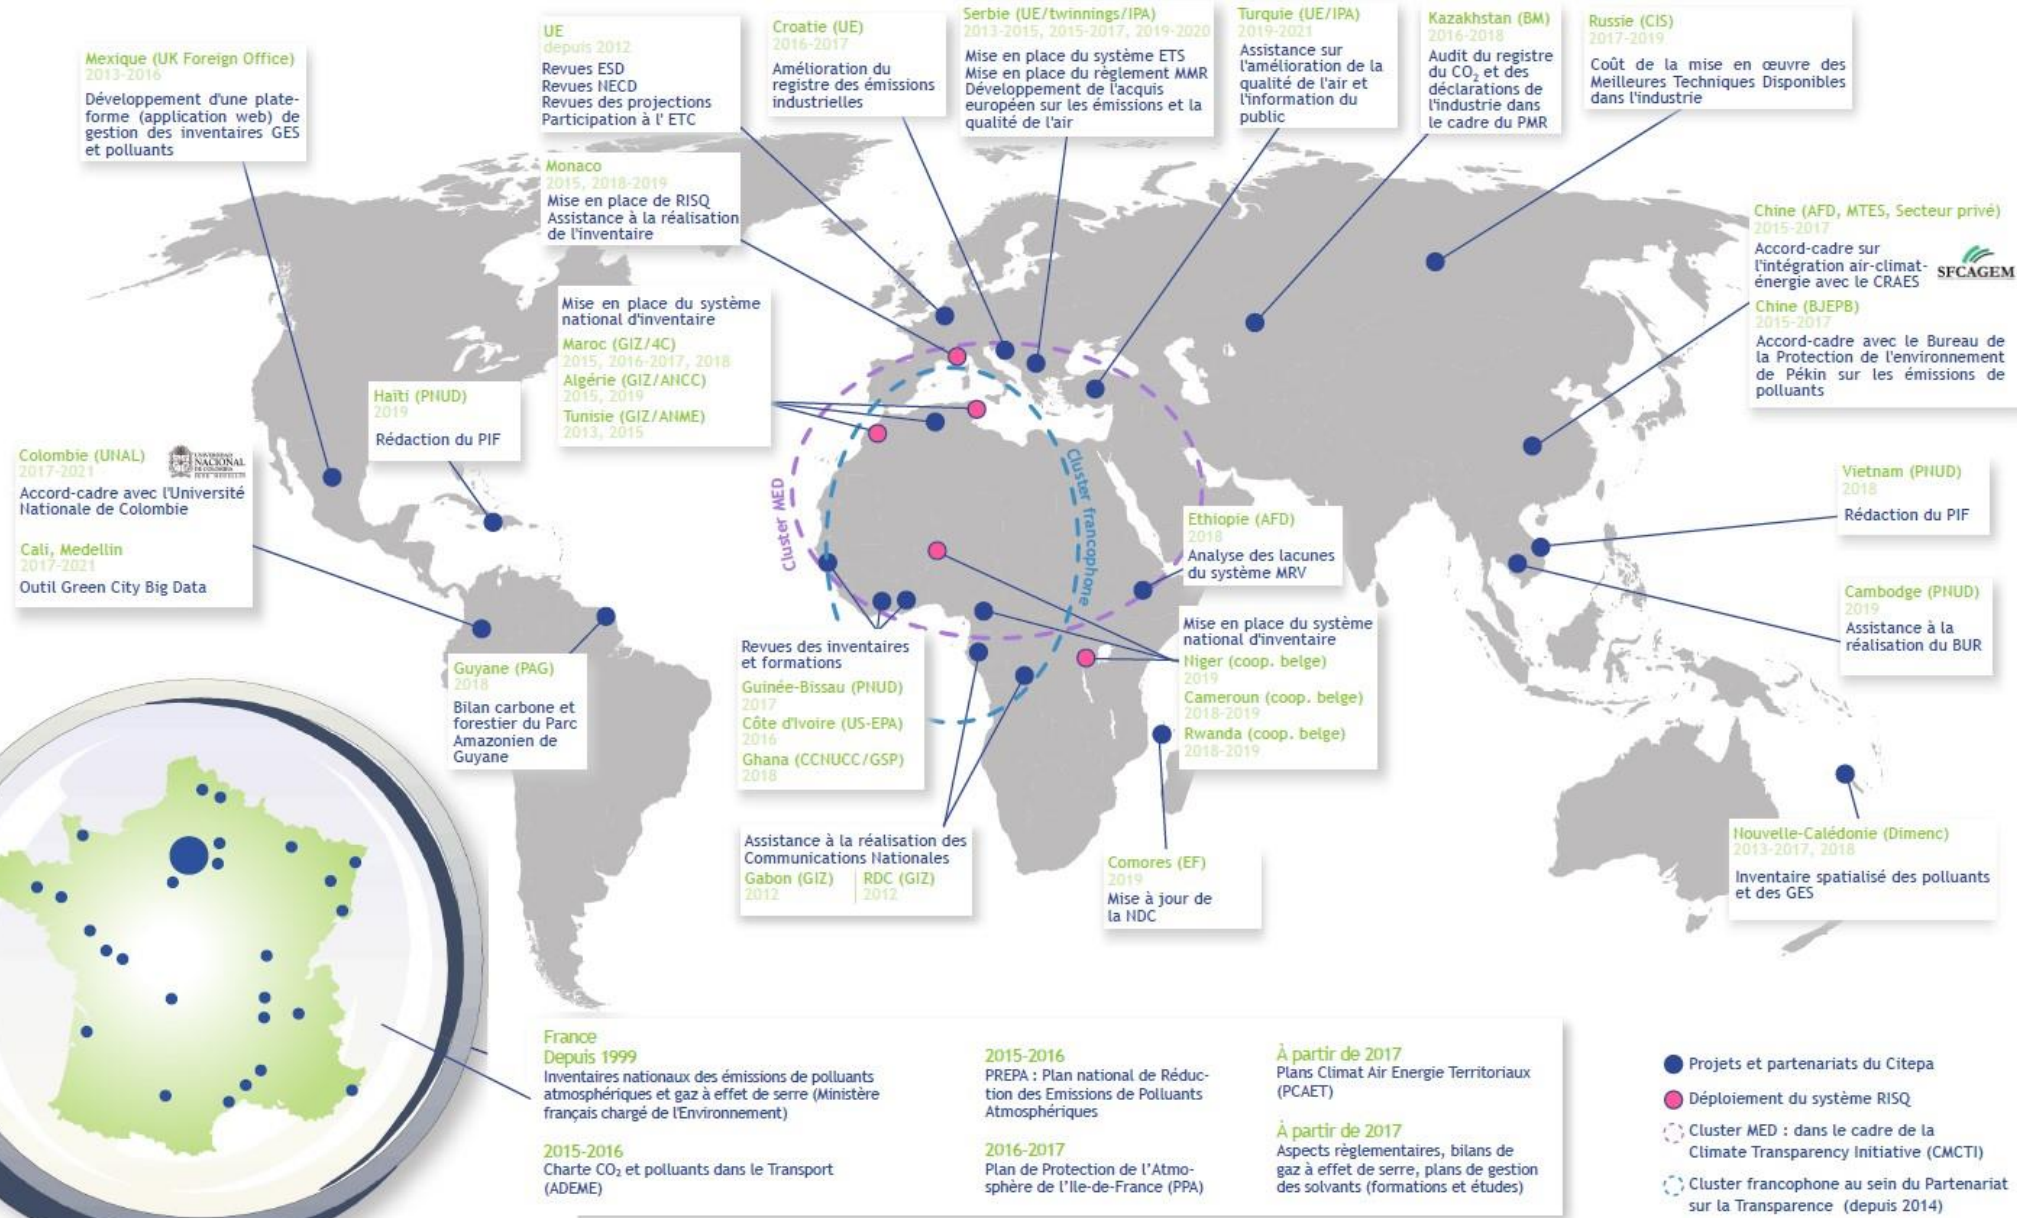 Mexique (UK Foreign Office)
2013-2016
Développement d'une plate-
forme (application web) de
gestion des inventaires GES
et polluants
UE
depuis 2012
Revues ESD
Revues NECD
Revues des projections
Participation à l' ETC
Croatie (UE)
2016-2017
Amélioration du
registre des émissions
industrielles
Serbie (UE/twinnings/IPA)
2013-2015, 2015-2017, 2019-2020
Mise en place du système ETS
Mise en place du règlement MMR
Développement de l'acquis
européen sur les émissions et la
qualité de l'air
Turquie (UE/IPA)
2019-2021
Assistance sur
l'amélioration de la
qualité de l'air et
l'information du
public
Kazakhstan (BM)
2016-2018
Audit du registre
du CO₂ et des
déclarations de
l'industrie dans
le cadre du PMR
Russie (CIS)
2017-2019
Coût de la mise en œuvre des
Meilleures Techniques Disponibles
dans l'industrie
Monaco
2015, 2018-2019
Mise en place de RISQ
Assistance à la réalisation
de l'inventaire
Chine (AFD, MTES, Secteur privé)
2015-2017
Accord-cadre sur
l'intégration air-climat-
énergie avec le CRAES
SFCAGEM
Chine (BJEPB)
2015-2017
Accord-cadre avec le Bureau de
la Protection de l'environnement
de Pékin sur les émissions de
polluants
Mise en place du système
national d'inventaire
Maroc (GIZ/4C)
2015, 2016-2017, 2018
Algérie (GIZ/ANCC)
2015, 2019
Tunisie (GIZ/ANME)
2013, 2015
Haïti (PNUD)
2019
Rédaction du PIF
Colombie (UNAL)
2017-2021
UNIVERSIDAD
NACIONAL
DE COLOMBIA
Accord-cadre avec l'Université
Nationale de Colombie
Cali, Medellin
2017-2021
Outil Green City Big Data
Cluster MED
Cluster francophone
Vietnam (PNUD)
2018
Rédaction du PIF
Ethiopie (AFD)
2018
Analyse des lacunes
du système MRV
Cambodge (PNUD)
2019
Assistance à la
réalisation du BUR
Guyane (PAG)
2018
Bilan carbone et
forestier du Parc
Amazonien de
Guyane
Revues des inventaires
et formations
Guinée-Bissau (PNUD)
2017
Côte d'Ivoire (US-EPA)
2016
Ghana (CCNUCC/GSP)
2018
Mise en place du système
national d'inventaire
Niger (coop. belge)
2019
Cameroun (coop. belge)
2018-2019
Rwanda (coop. belge)
2018-2019
Assistance à la réalisation des
Communications Nationales
Gabon (GIZ)
2012
RDC (GIZ)
2012
Comores (EF)
2019
Mise à jour de
la NDC
Nouvelle-Calédonie (Dimenc)
2013-2017, 2018
Inventaire spatialisé des polluants
et des GES
France
Depuis 1999
Inventaires nationaux des émissions de polluants
atmosphériques et gaz à effet de serre (Ministère
français chargé de l'Environnement)
2015-2016
Charte CO₂ et polluants dans le Transport
(ADEME)
2015-2016
PREPA : Plan national de Réduc-
tion des Emissions de Polluants
Atmosphériques
2016-2017
Plan de Protection de l'Atmo-
sphère de l'Ile-de-France (PPA)
À partir de 2017
Plans Climat Air Energie Territoriaux
(PCAET)
À partir de 2017
Aspects règlementaires, bilans de
gaz à effet de serre, plans de gestion
des solvants (formations et études)
Projets et partenariats du Citepa
Déploiement du système RISQ
Cluster MED : dans le cadre de la
Climate Transparency Initiative (CMCTI)
Cluster francophone au sein du Partenariat
sur la Transparence (depuis 2014)